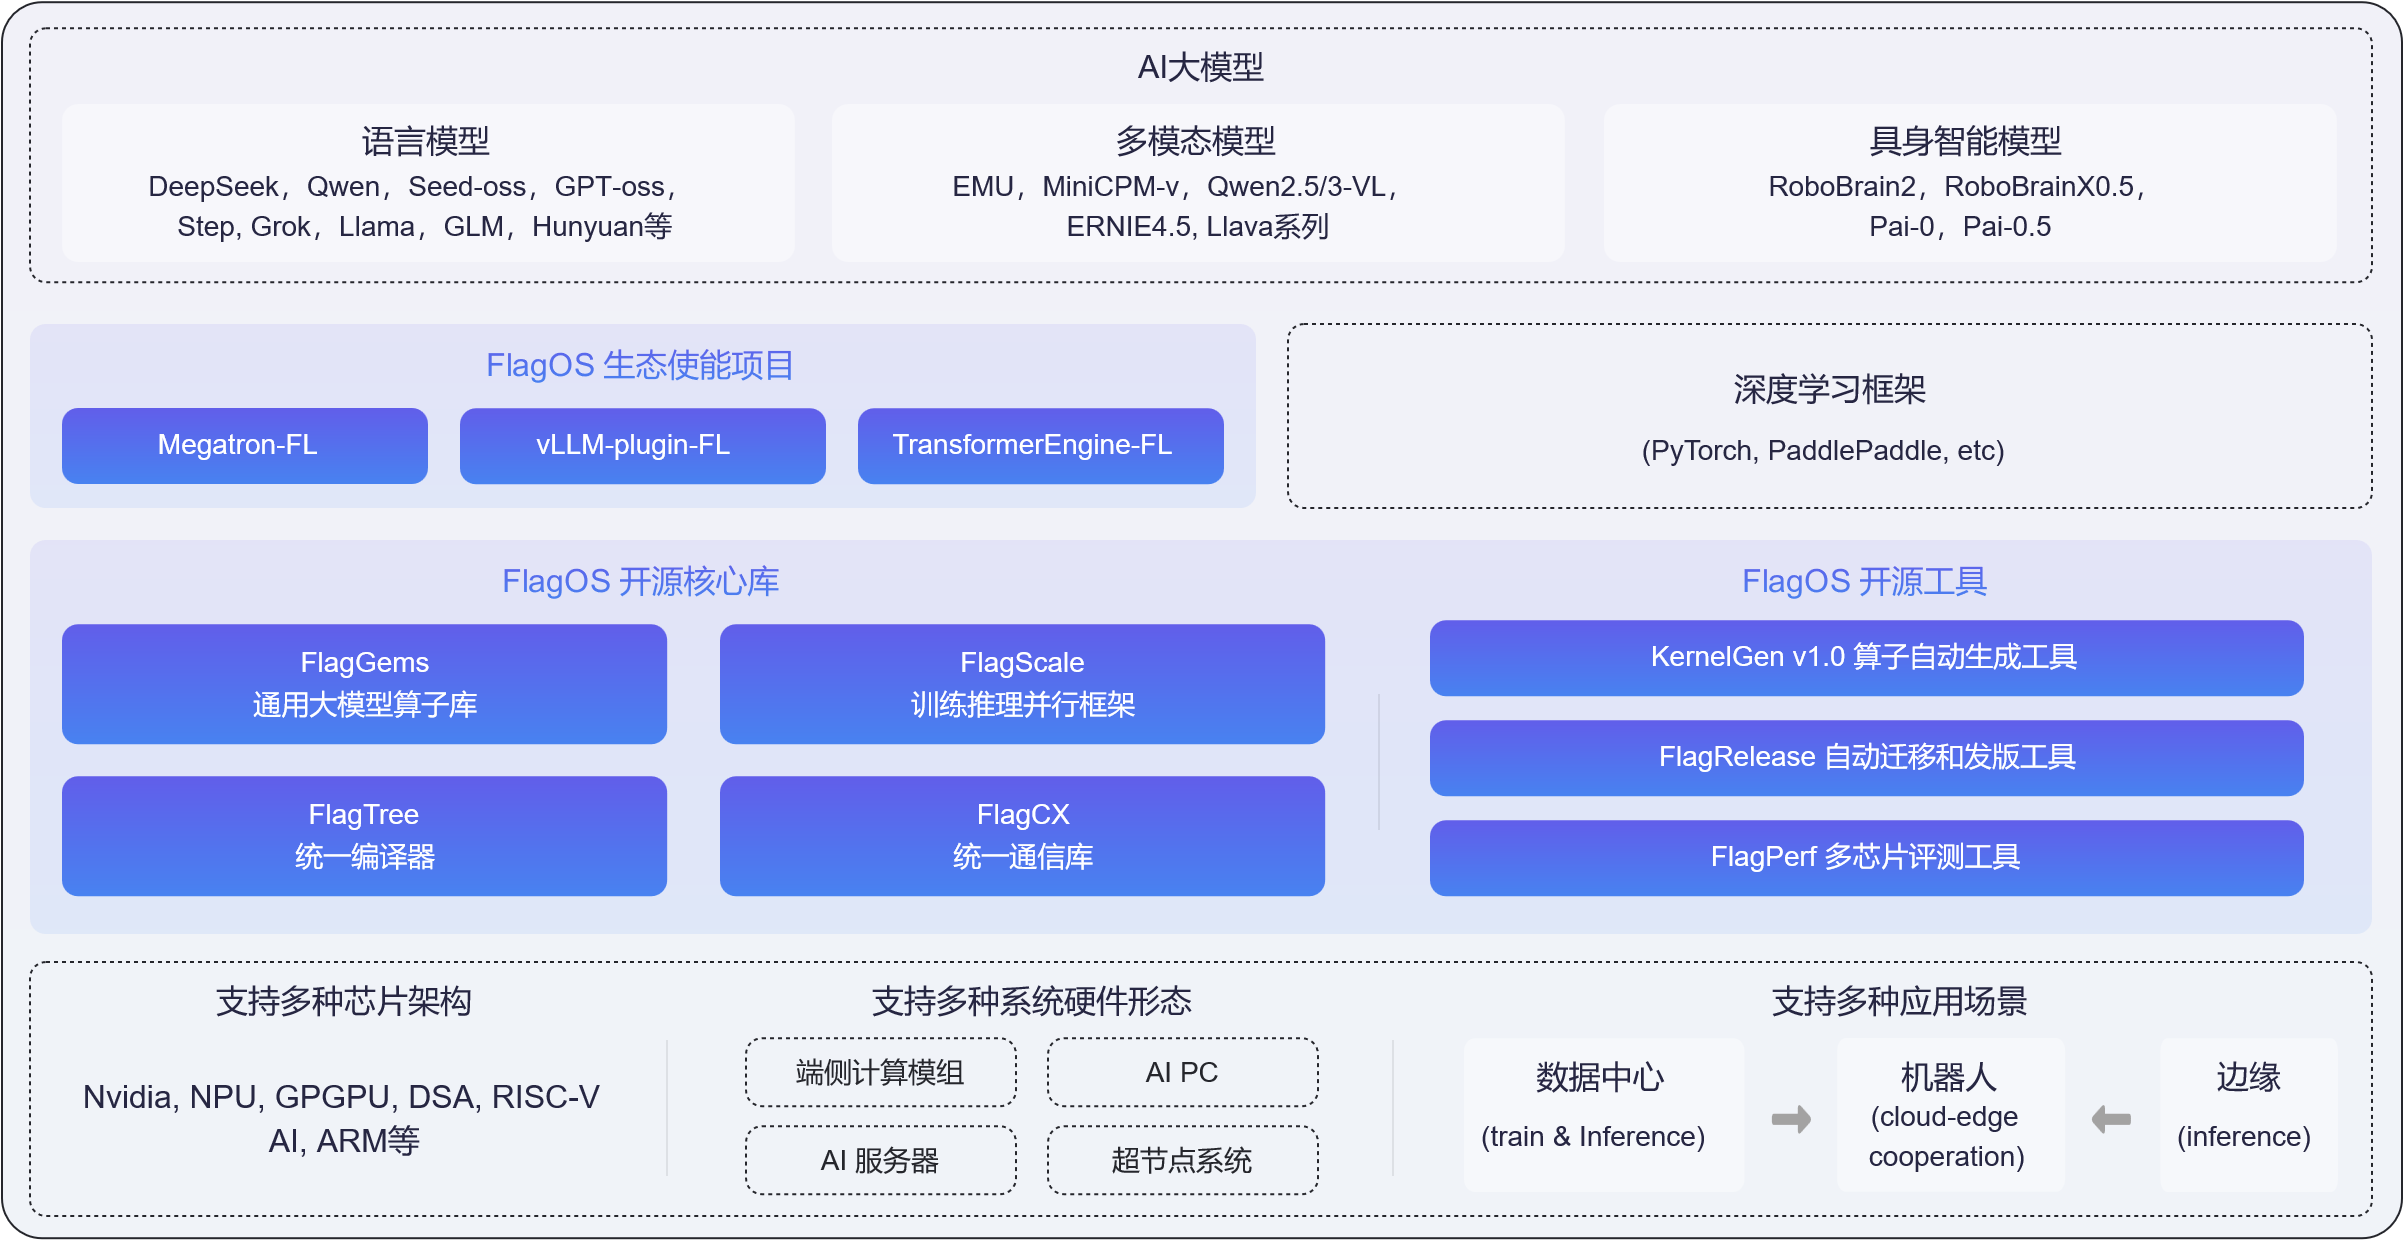 AI大模型
语言模型
DeepSeek，Qwen，Seed-oss，GPT-oss，
Step, Grok，Llama，GLM，Hunyuan等
多模态模型
EMU，MiniCPM-v，Qwen2.5/3-VL，
ERNIE4.5, Llava系列
具身智能模型
RoboBrain2，RoboBrainX0.5，
Pai-0，Pai-0.5
FlagOS 生态使能项目
Megatron-FL
vLLM-plugin-FL
TransformerEngine-FL
深度学习框架
(PyTorch, PaddlePaddle, etc)
FlagOS 开源核心库
FlagGems
通用大模型算子库
FlagScale
训练推理并行框架
FlagTree
统一编译器
FlagCX
统一通信库
FlagOS 开源工具
KernelGen v1.0 算子自动生成工具
FlagRelease 自动迁移和发版工具
FlagPerf 多芯片评测工具
支持多种芯片架构
Nvidia, NPU, GPGPU, DSA, RISC-V
AI, ARM等
支持多种系统硬件形态
端侧计算模组
AI PC
AI 服务器
超节点系统
支持多种应用场景
数据中心
(train & Inference)
机器人
(cloud-edge
cooperation)
边缘
(inference)